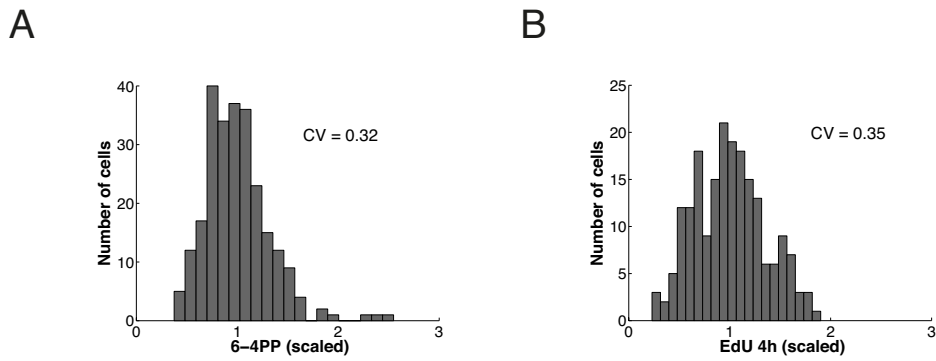 A
B
40
30
20
10
0
Number of cells
CV = 0.32
0
1
2
3
6–4PP (scaled)
25
20
15
10
5
0
Number of cells
CV = 0.35
0
1
2
3
EdU 4h (scaled)